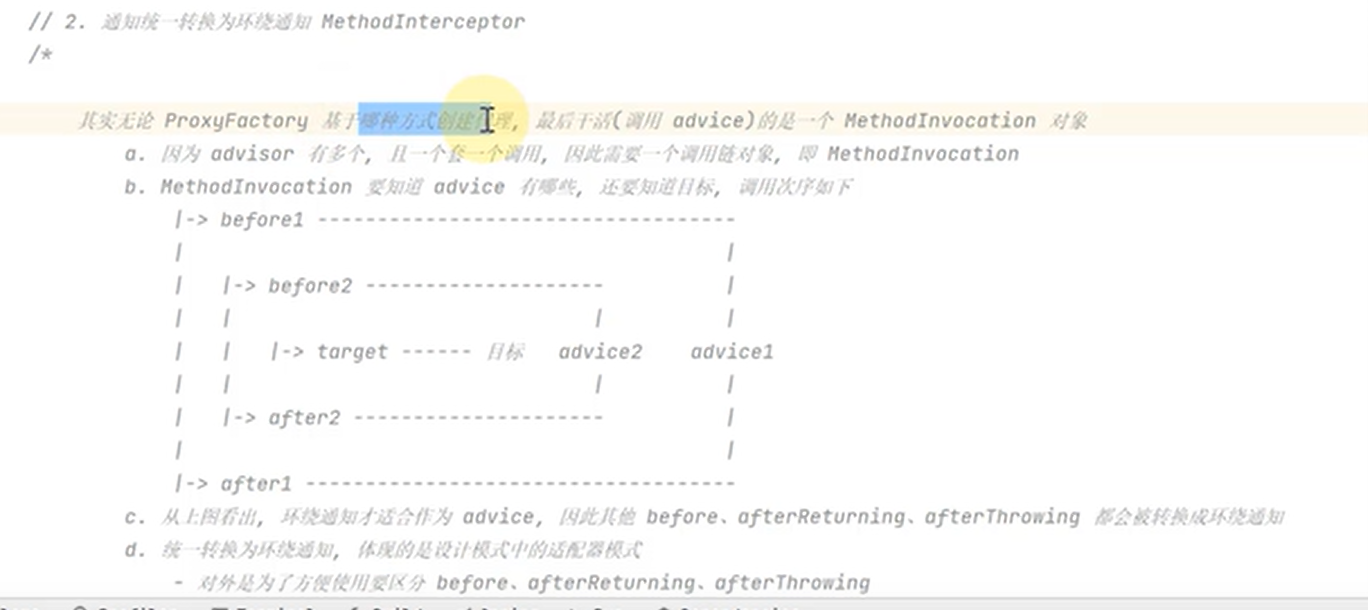 // 2. 通知统一转换为环绕通知 MethodInterceptor
/*
其实无论 ProxyFactory 基于哪种方式创建代理, 最后干活(调用 advice)的是一个 MethodInvocation 对象
a. 因为 advisor 有多个, 且一个套一个调用, 因此需要一个调用链对象, 即 MethodInvocation
b. MethodInvocation 要知道 advice 有哪些, 还要知道目标, 调用次序如下
|-> before1 -----------------------------------
|                                             |
|   |-> before2 --------------------          |
|   |                              |          |
|   |   |-> target ------ 目标   advice2    advice1
|   |                              |          |
|   |-> after2 ---------------------          |
|                                             |
|-> after1 ------------------------------------
c. 从上图看出, 环绕通知才适合作为 advice, 因此其他 before、afterReturning、afterThrowing 都会被转换成环绕通知
d. 统一转换为环绕通知, 体现的是设计模式中的适配器模式
- 对外是为了方便使用要区分 before、afterReturning、afterThrowing